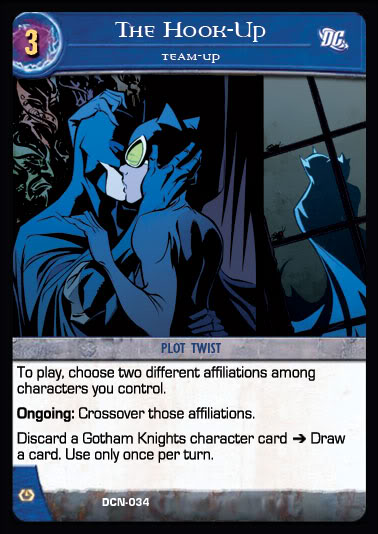 3
The Hook-Up
DC
TEAM-UP
PLOT TWIST
To play, choose two different affiliations among
characters you control.
Ongoing: Crossover those affiliations.
Discard a Gotham Knights character card ➔ Draw
a card. Use only once per turn.
DCN-034